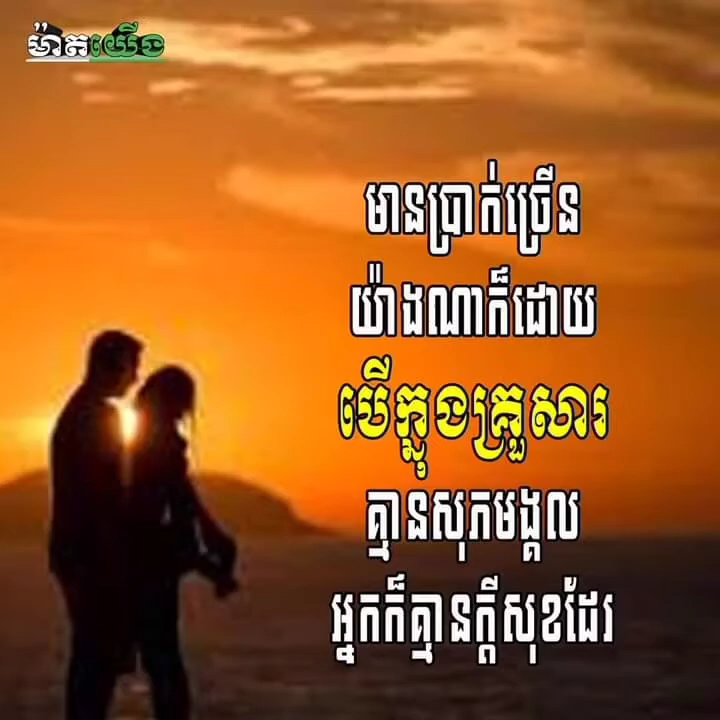 ម៉ាតយើង
មានប្រាក់ច្រើន
យ៉ាងណាក៏ដោយ
បើក្នុងគ្រួសារ
គ្មានសុភមង្គល
អ្នកក៏គ្មានក្ដីសុខដែរ